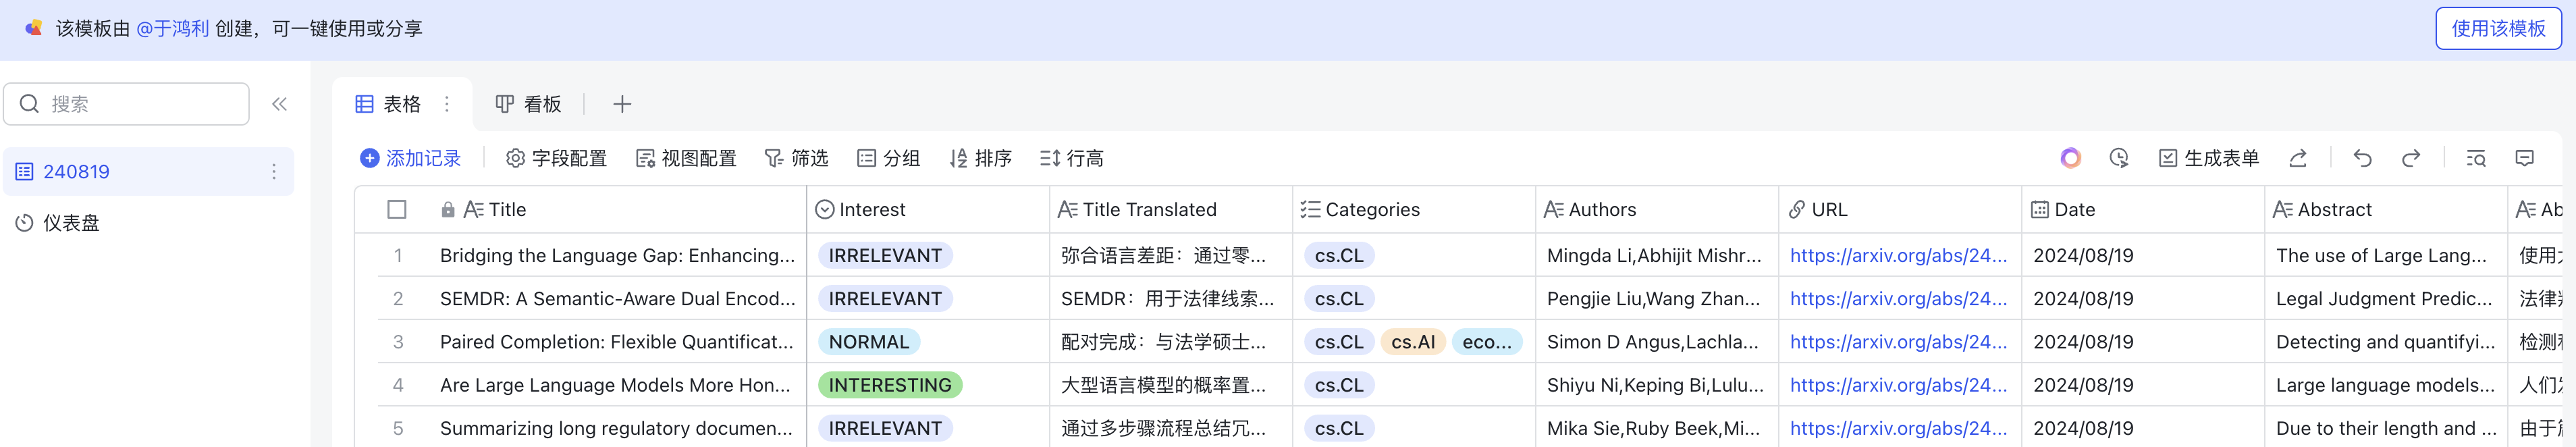 该模板由 @于鸿利 创建，可一键使用或分享 使用该模板
搜索
表格 看板
240819
仪表盘
添加记录 字段配置 视图配置 筛选 分组 排序 行高 生成表单
Title Interest Title Translated Categories Authors URL Date Abstract Ab
1 Bridging the Language Gap: Enhancing... IRRELEVANT 弥合语言差距：通过零... cs.CL Mingda Li,Abhijit Mishr... https://arxiv.org/abs/24... 2024/08/19 The use of Large Lang... 使用
2 SEMDR: A Semantic-Aware Dual Encod... IRRELEVANT SEMDR：用于法律线索... cs.CL Pengjie Liu,Wang Zhan... https://arxiv.org/abs/24... 2024/08/19 Legal Judgment Predic... 法律
3 Paired Completion: Flexible Quantificat... NORMAL 配对完成：与法学硕士... cs.CL cs.AI eco... Simon D Angus,Lachla... https://arxiv.org/abs/24... 2024/08/19 Detecting and quantifyi... 检测
4 Are Large Language Models More Hon... INTERESTING 大型语言模型的概率置... cs.CL Shiyu Ni,Keping Bi,Lulu... https://arxiv.org/abs/24... 2024/08/19 Large language models... 人们
5 Summarizing long regulatory documen... IRRELEVANT 通过多步骤流程总结冗... cs.CL Mika Sie,Ruby Beek,Mi... https://arxiv.org/abs/24... 2024/08/19 Due to their length and ... 由于